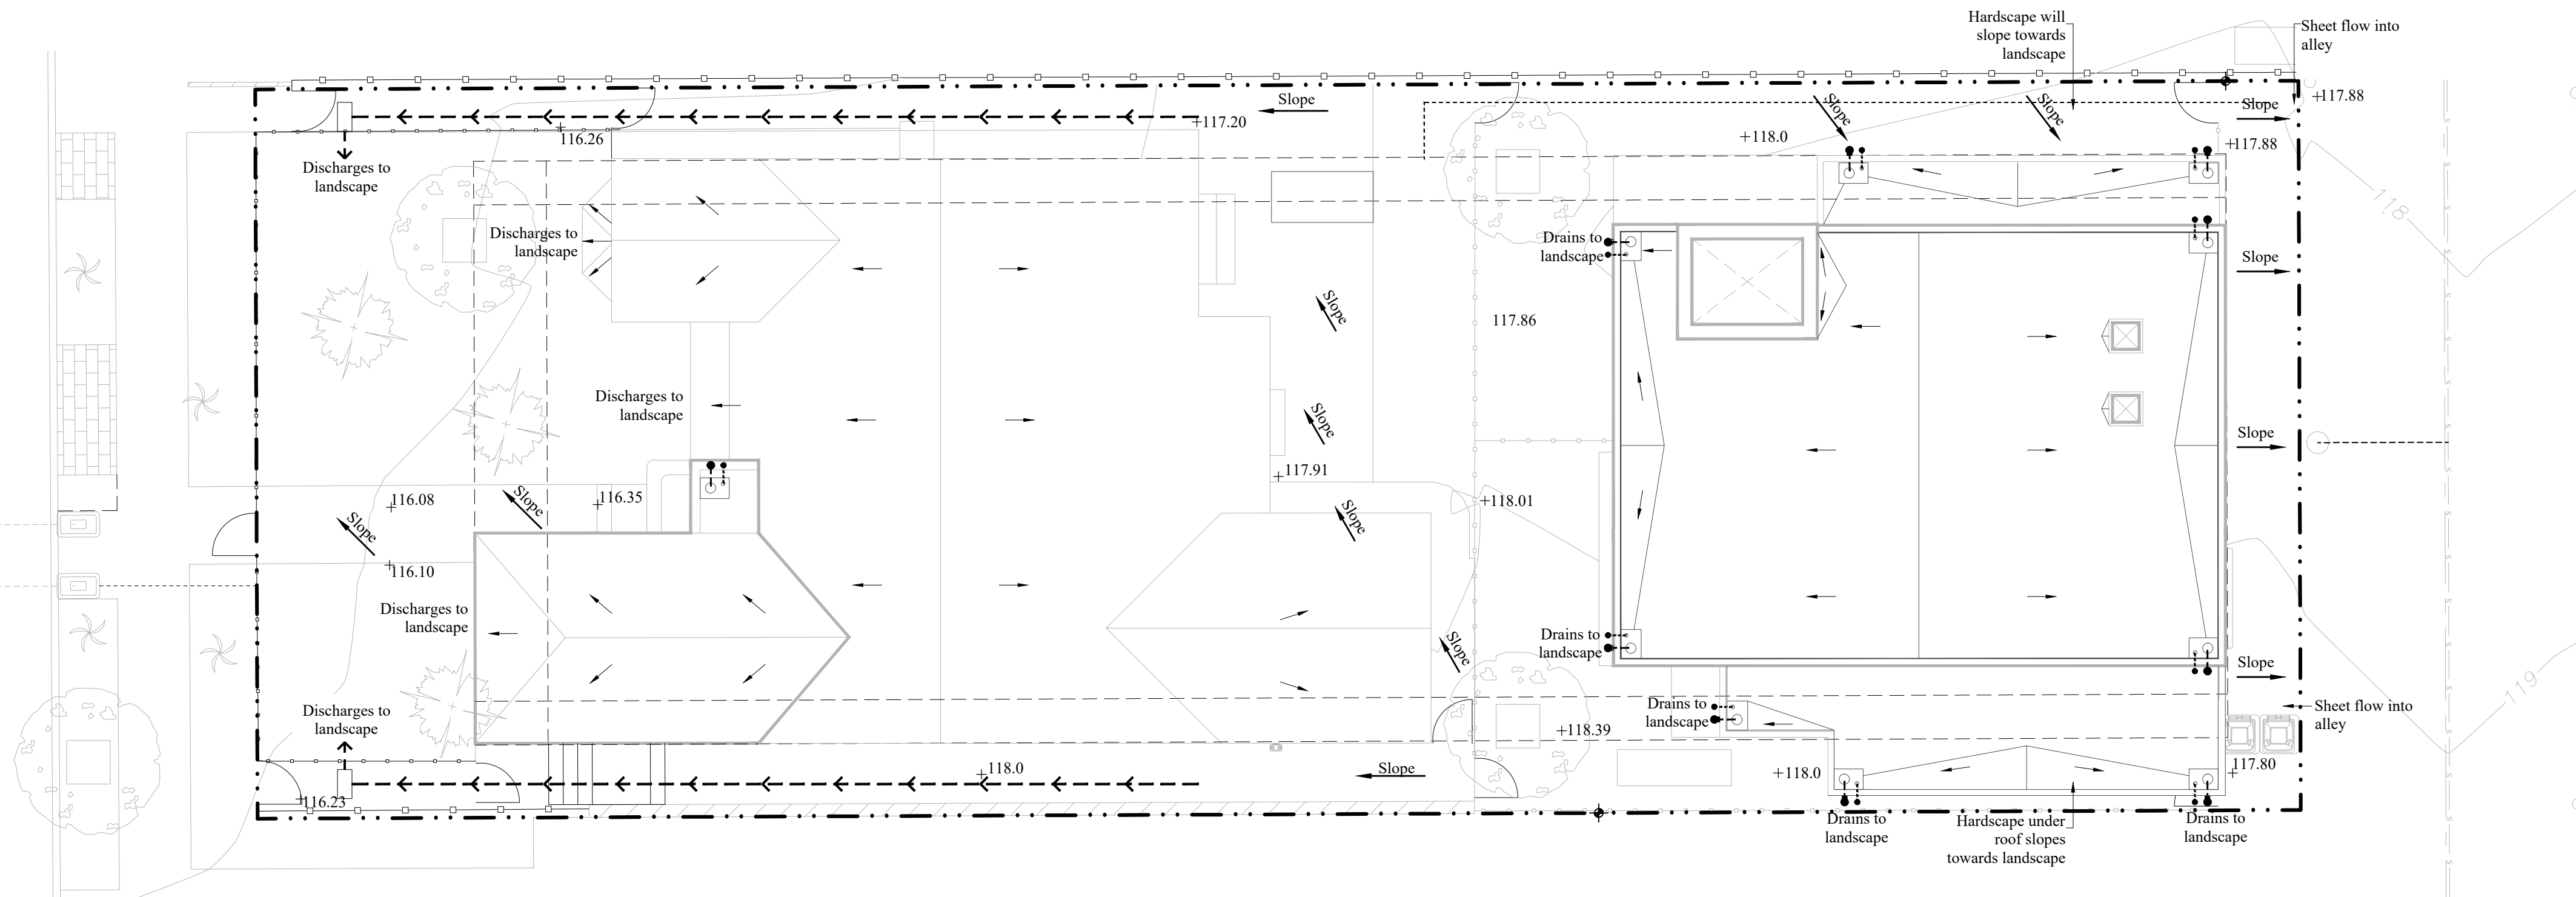 Hardscape will
slope towards
landscape
Sheet flow into
alley
Slope
Slope
Slope
Slope
+117.88
+117.20
116.26
+118.0
+117.88
118
Discharges to
landscape
Discharges to
landscape
Drains to
landscape
Slope
Slope
117.86
Discharges to
landscape
Slope
Slope
+117.91
116.08
Slope
116.35
+118.01
Slope
Slope
116.10
Discharges to
landscape
Slope
Drains to
landscape
Slope
119
Discharges to
landscape
Drains to
landscape
Sheet flow into
alley
+118.39
118.0
Slope
+118.0
117.80
116.23
Drains to
landscape
Hardscape under
roof slopes
towards landscape
Drains to
landscape
S
S
S
S
S
S
S
S
S